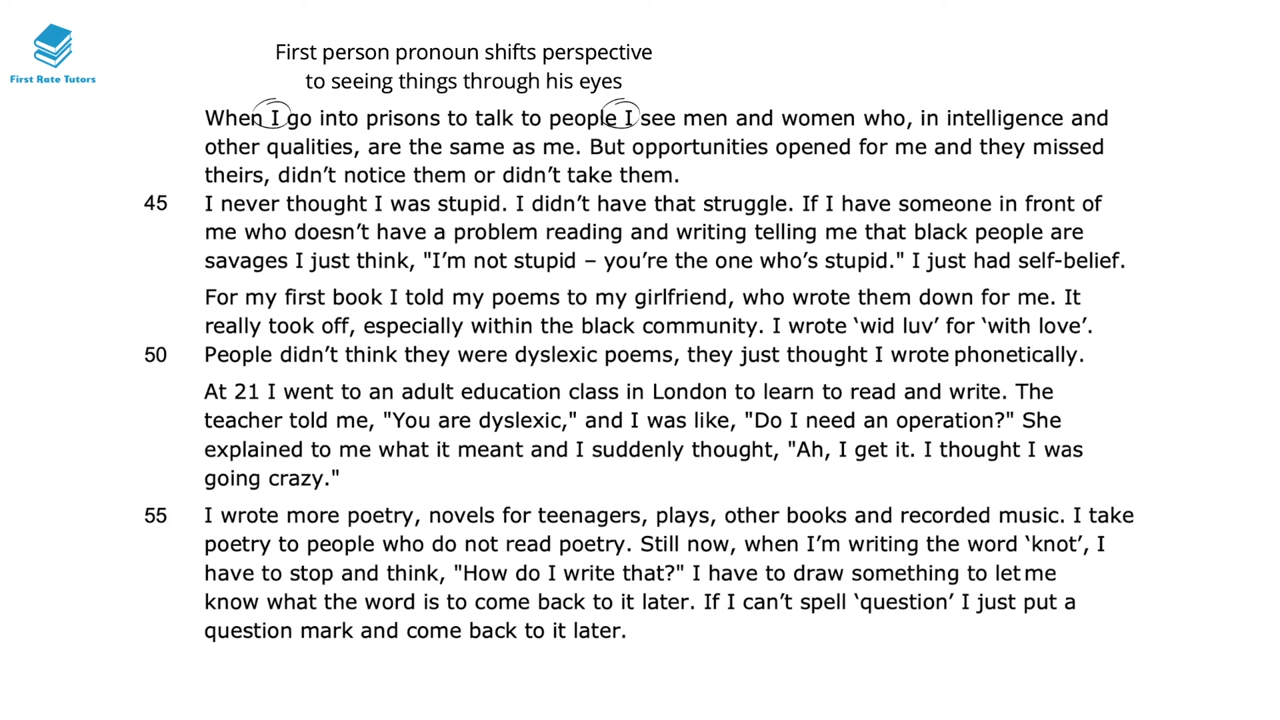 First Rate Tutors
First person pronoun shifts perspective
to seeing things through his eyes
When I go into prisons to talk to people I see men and women who, in intelligence and
other qualities, are the same as me. But opportunities opened for me and they missed
theirs, didn’t notice them or didn’t take them.
45 I never thought I was stupid. I didn’t have that struggle. If I have someone in front of
me who doesn’t have a problem reading and writing telling me that black people are
savages I just think, "I’m not stupid – you’re the one who’s stupid." I just had self-belief.
For my first book I told my poems to my girlfriend, who wrote them down for me. It
really took off, especially within the black community. I wrote ‘wid luv’ for ‘with love’.
50 People didn’t think they were dyslexic poems, they just thought I wrote phonetically.
At 21 I went to an adult education class in London to learn to read and write. The
teacher told me, "You are dyslexic," and I was like, "Do I need an operation?" She
explained to me what it meant and I suddenly thought, "Ah, I get it. I thought I was
going crazy."
55 I wrote more poetry, novels for teenagers, plays, other books and recorded music. I take
poetry to people who do not read poetry. Still now, when I’m writing the word ‘knot’, I
have to stop and think, "How do I write that?" I have to draw something to let me
know what the word is to come back to it later. If I can’t spell ‘question’ I just put a
question mark and come back to it later.